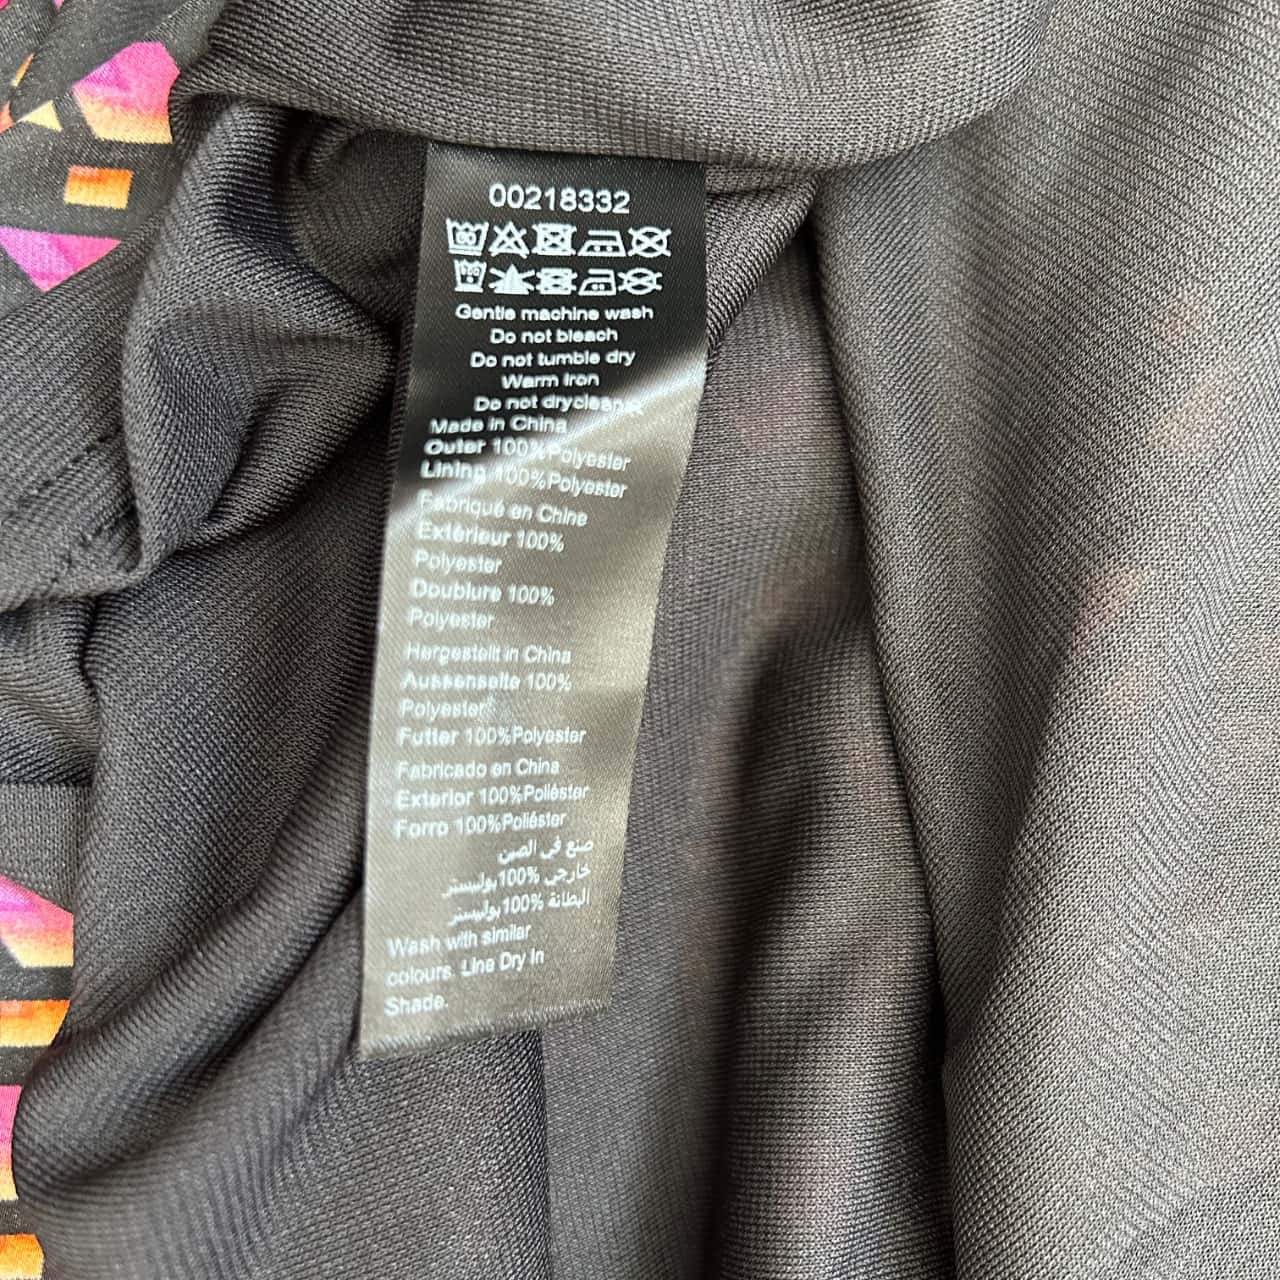 00218332
Gentle machine wash
Do not bleach
Do not tumble dry
Warm iron
Do not dryclean
Made in China
Outer 100%Polyester
Lining 100%Polyester
Fabriqué en Chine
Extérieur 100%
Polyester
Doublure 100%
Polyester
Hergestellt in China
Aussenseite 100%
Polyester
Futter 100%Polyester
Fabricado en China
Exterior 100%Poliéster
Forro 100%Poliéster
صنع في الصين
خارجي 100%بوليستر
البطانة 100%بوليستر
Wash with similar
colours. Line Dry In
Shade.